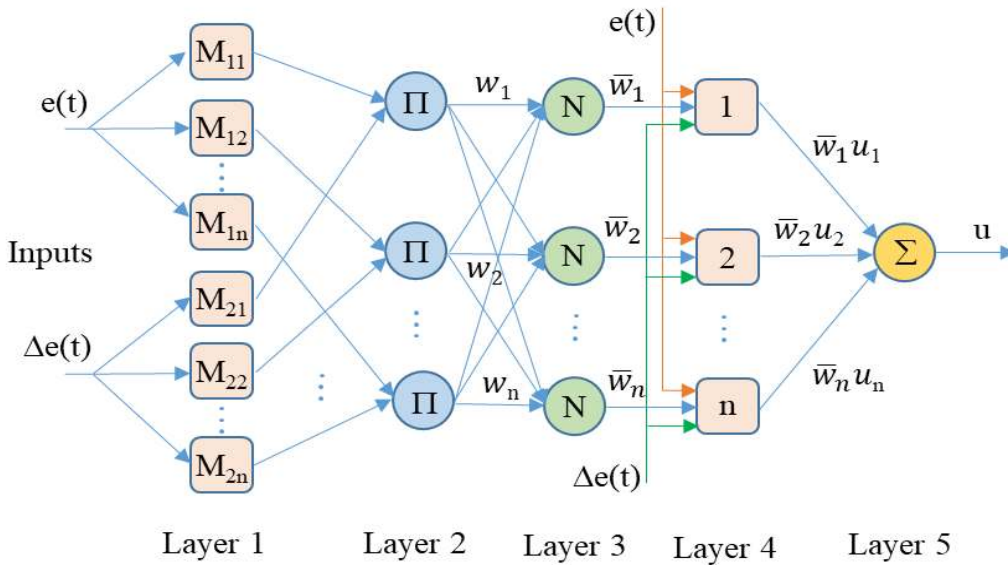 e(t)
M₁₁
Π
w₁
N
w̅₁
1
e(t)
M₁₂
w̅₁u₁
M₁ₙ
Inputs
Π
w₂
N
w̅₂
2
w̅₂u₂
Σ
u
M₂₁
Δe(t)
M₂₂
Π
wₙ
N
w̅ₙ
n
w̅ₙuₙ
M₂ₙ
Δe(t)
Layer 1 Layer 2 Layer 3 Layer 4 Layer 5